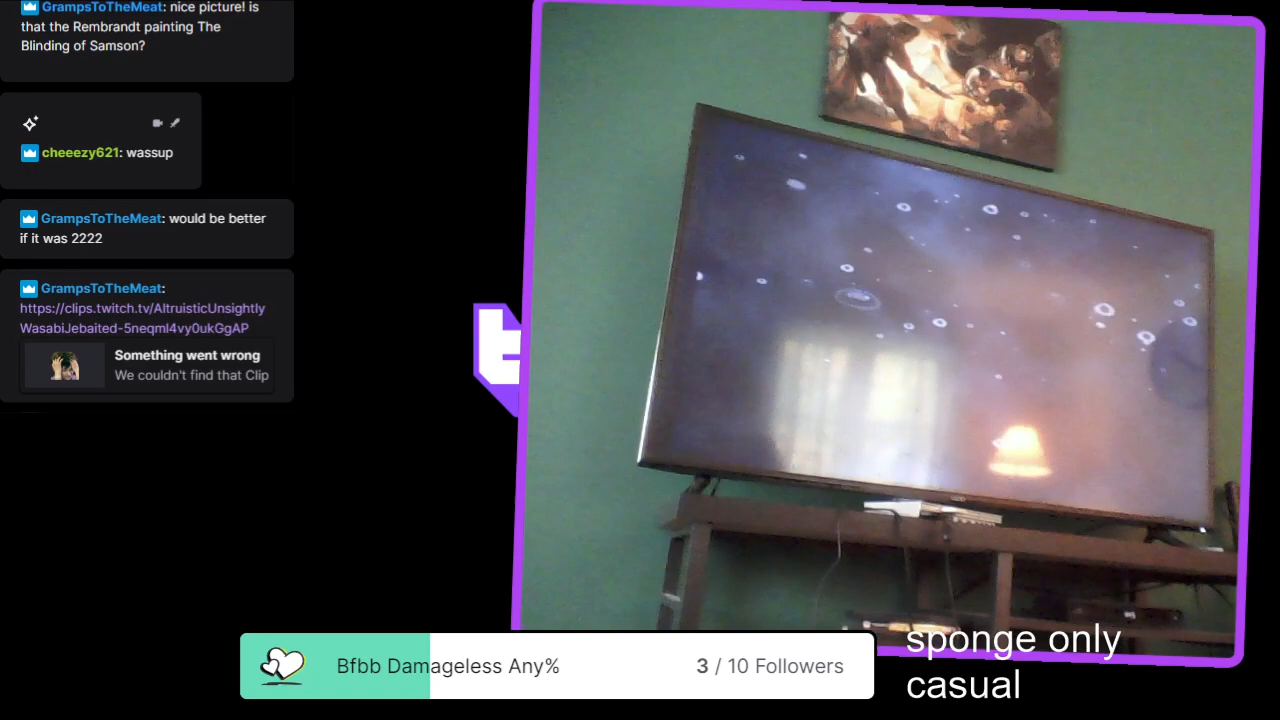 GrampsToTheMeat: nice picture! is
that the Rembrandt painting The
Blinding of Samson?
cheeezy621: wassup
GrampsToTheMeat: would be better
if it was 2222
GrampsToTheMeat:
https://clips.twitch.tv/AltruisticUnsightly
WasabiJebaited-5neqml4vy0ukGgAP
Something went wrong
We couldn't find that Clip
Bfbb Damageless Any% 3 / 10 Followers
sponge only
casual